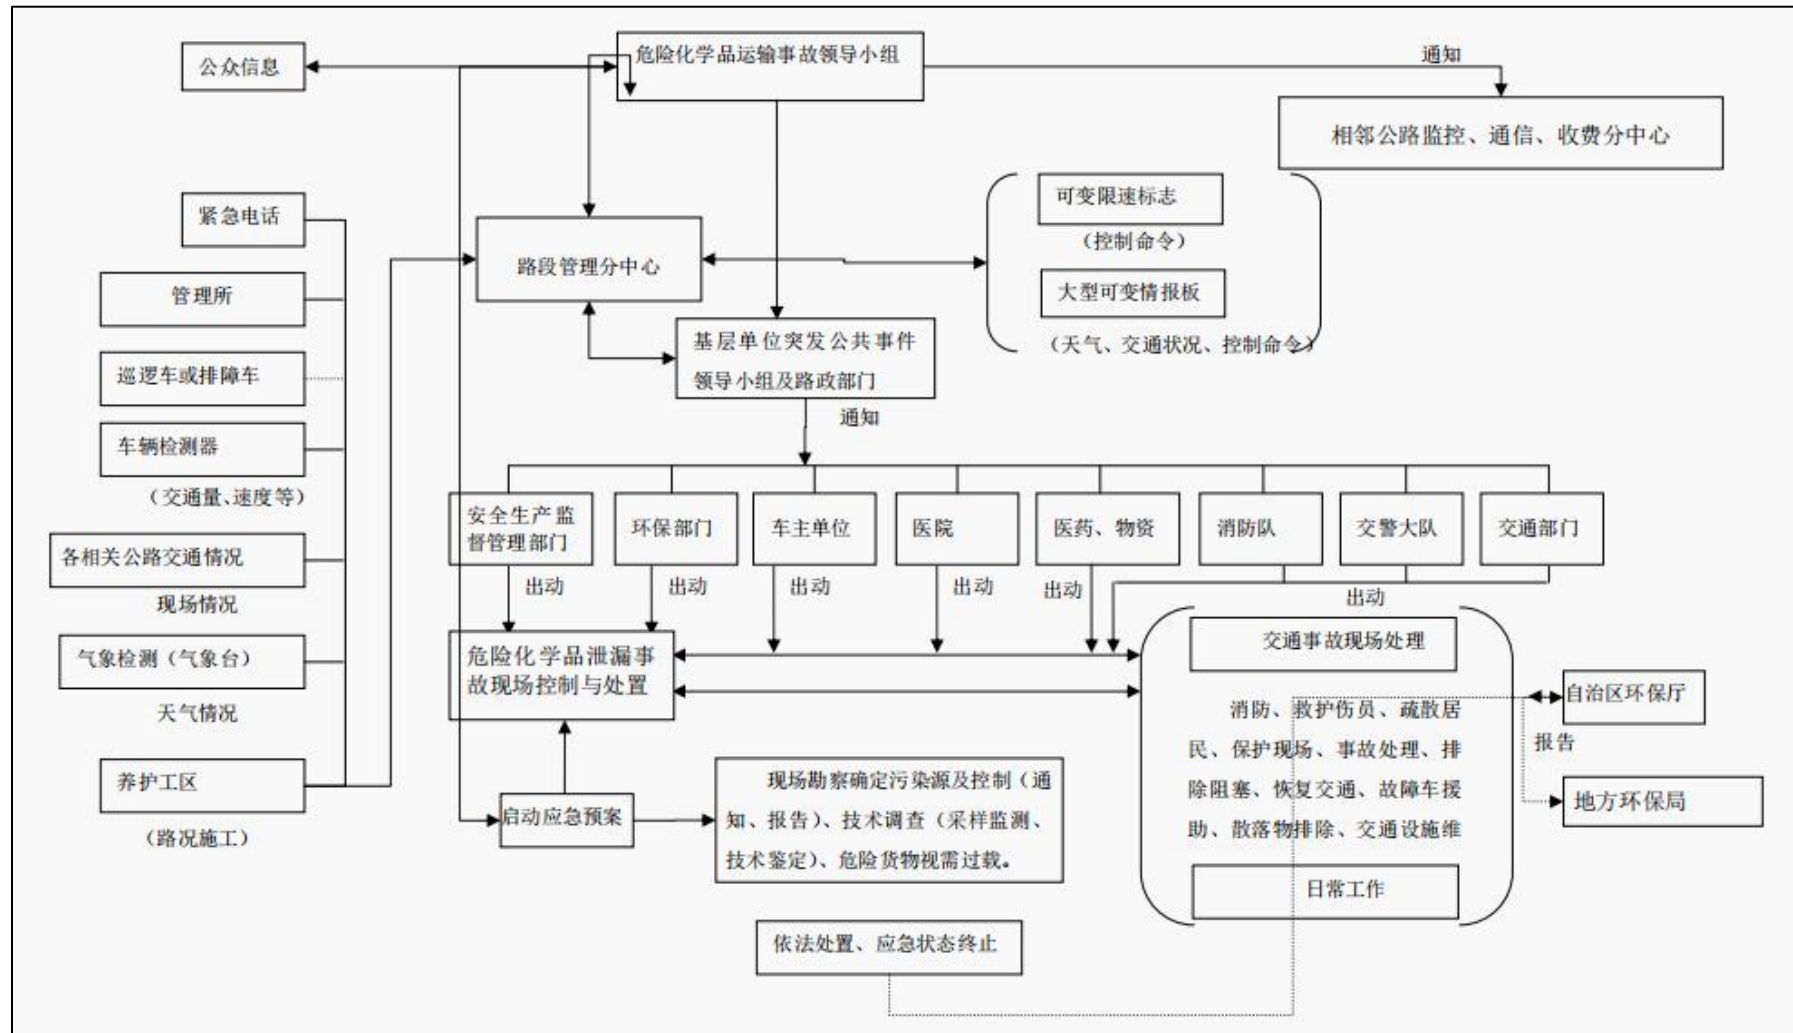 危险化学品运输事故领导小组
通知
公众信息
相邻公路监控、通信、收费分中心
可变限速标志
(控制命令)
大型可变情报板
(天气、交通状况、控制命令)
紧急电话
路段管理分中心
管理所
基层单位突发公共事件
领导小组及路政部门
通知
巡逻车或排障车
车辆检测器
(交通量、速度等)
各相关公路交通情况
现场情况
气象检测(气象台)
天气情况
养护工区
(路况施工)
安全生产监
督管理部门
环保部门
车主单位
医院
医药、物资
消防队
交警大队
交通部门
出动
出动
出动
出动
出动
出动
危险化学品泄漏事
故现场控制与处置
交通事故现场处理
消防、救护伤员、疏散居
民、保护现场、事故处理、排
除阻塞、恢复交通、故障车援
助、散落物排除、交通设施维
日常工作
自治区环保厅
报告
地方环保局
启动应急预案
现场勘察确定污染源及控制(通
知、报告)、技术调查(采样监测、
技术鉴定)、危险货物视需过载。
依法处置、应急状态终止